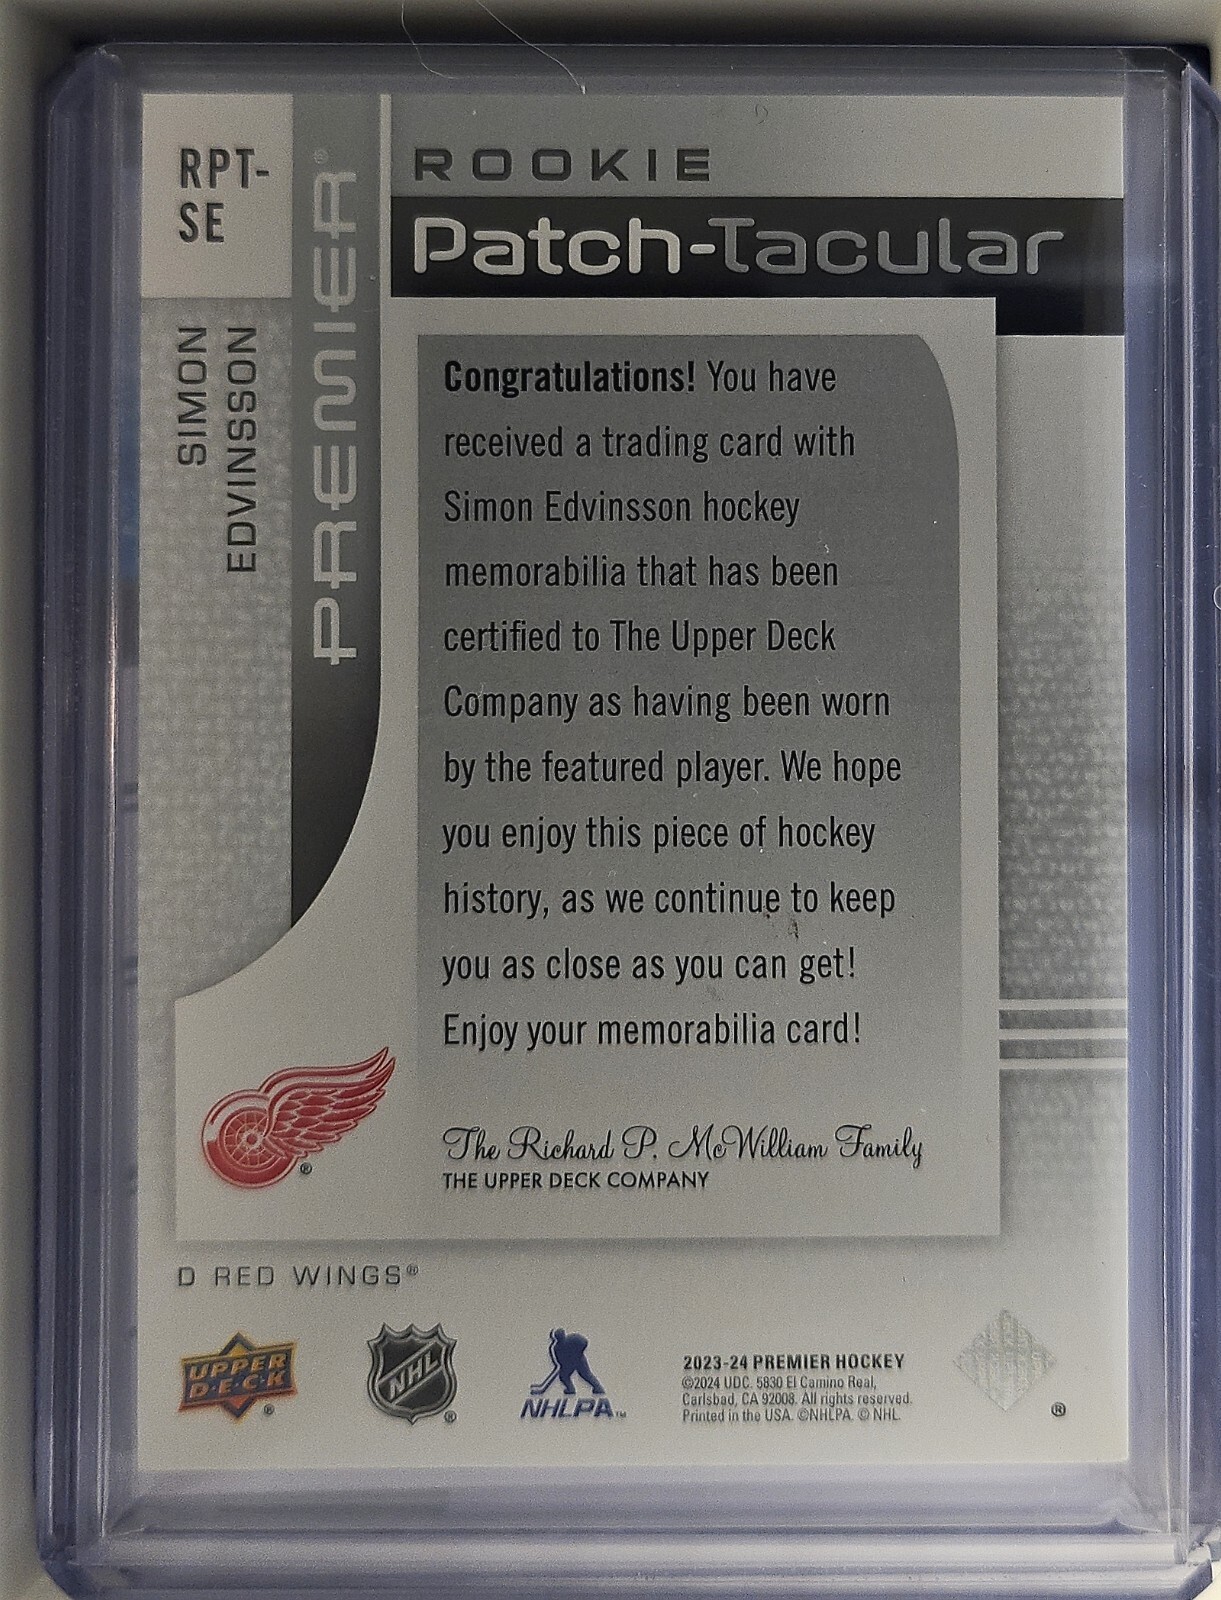 RPT-
SE
SIMON
EDVINSSON
PREMIER®
ROOKIE
Patch-Tacular
Congratulations! You have
received a trading card with
Simon Edvinsson hockey
memorabilia that has been
certified to The Upper Deck
Company as having been worn
by the featured player. We hope
you enjoy this piece of hockey
history, as we continue to keep
you as close as you can get!
Enjoy your memorabilia card!
The Richard P. McWilliam Family
THE UPPER DECK COMPANY
®
D RED WINGS®
UPPER
D·E·C·K
®
NHL
®
NHLPA™
2023-24 PREMIER HOCKEY
©2024 UDC. 5830 El Camino Real,
Carlsbad, CA 92008. All rights reserved.
Printed in the USA. ©NHLPA. © NHL.
®